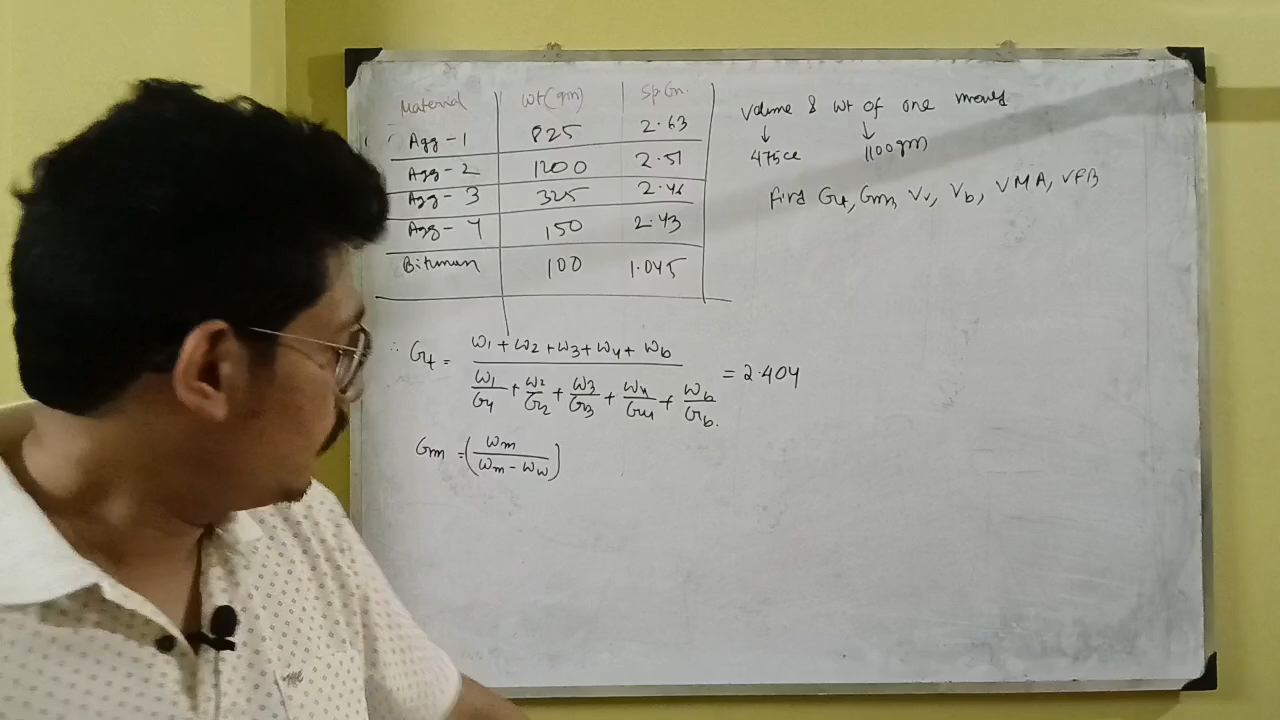 Material Wt(gm) Sp Gr.
Agg-1 825 2.63
Agg-2 1200 2.51
Agg-3 325 2.46
Agg-4 150 2.43
Bitumen 100 1.045
Volume & Wt of one mould
↓ ↓
475cc 1100gm
Find Gt, Gm, Vv, Vb, VMA, VFB
∴ Gt = (W1 + W2 + W3 + W4 + Wb) / (W1/G1 + W2/G2 + W3/G3 + W4/G4 + Wb/Gb.) = 2.404
Gm = (Wm / (Wm - Ww))